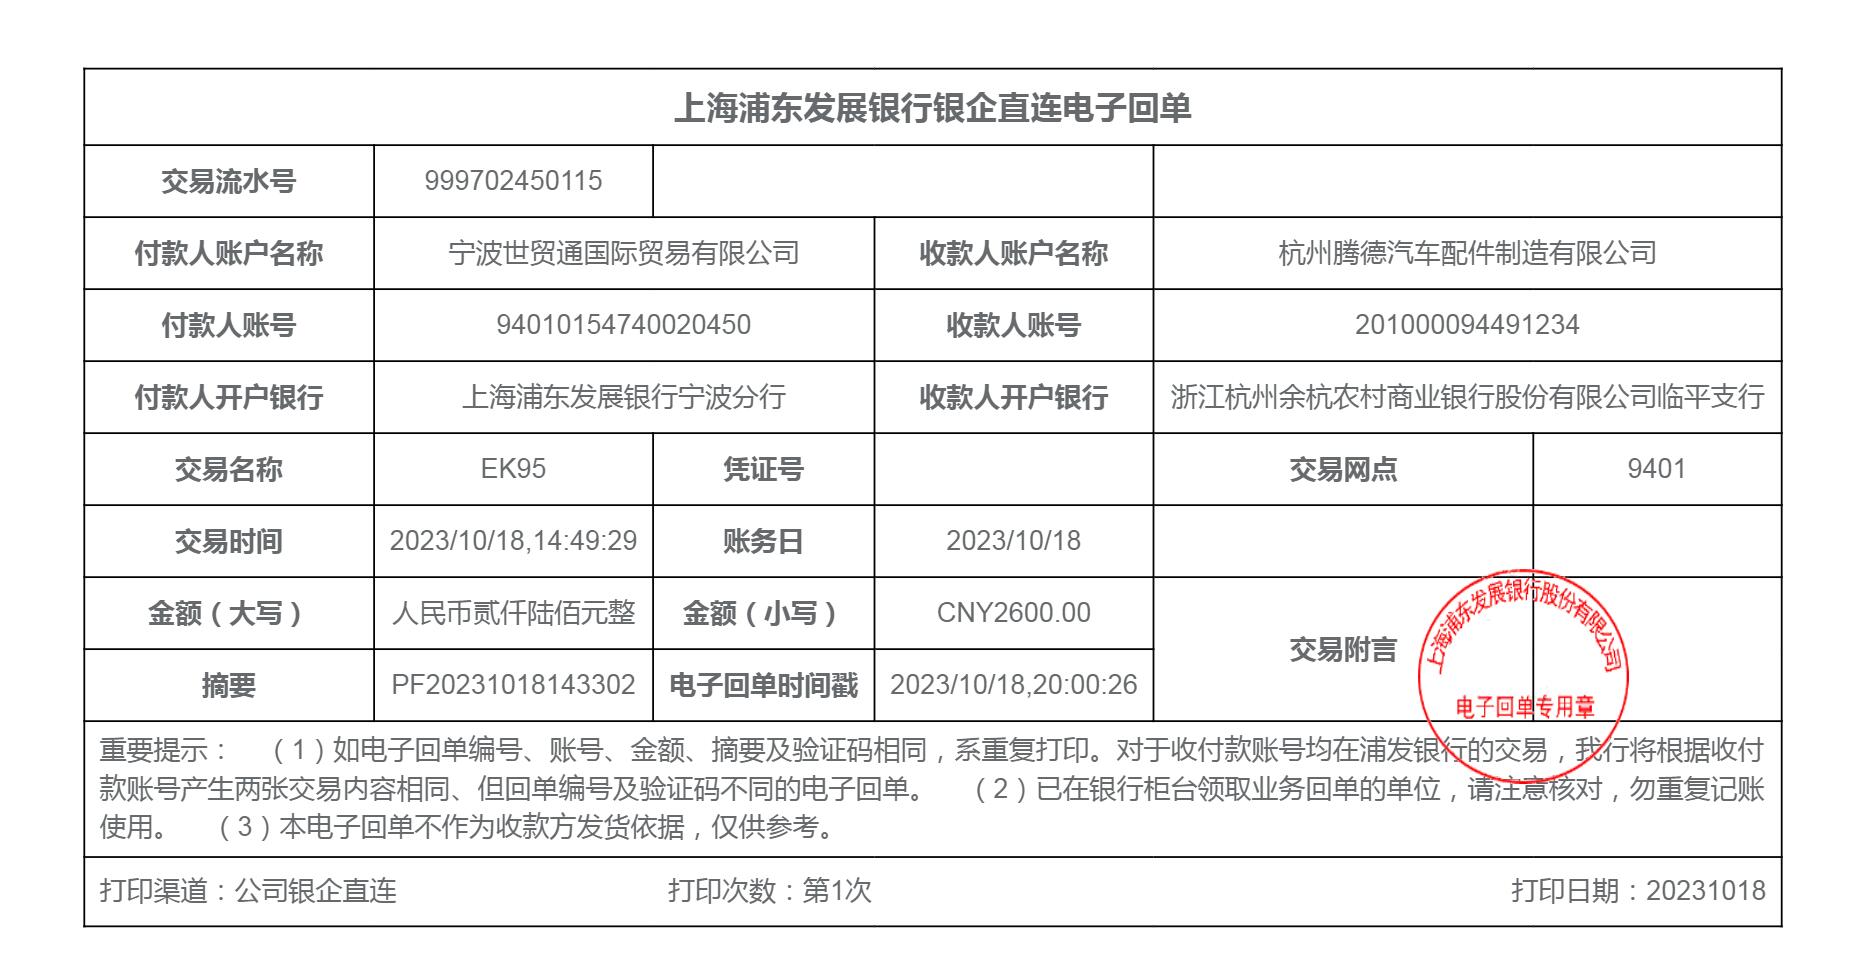 上海浦东发展银行银企直连电子回单
交易流水号 999702450115
付款人账户名称 宁波世贸通国际贸易有限公司 收款人账户名称 杭州腾德汽车配件制造有限公司
付款人账号 94010154740020450 收款人账号 201000094491234
付款人开户银行 上海浦东发展银行宁波分行 收款人开户银行 浙江杭州余杭农村商业银行股份有限公司临平支行
交易名称 EK95 凭证号 交易网点 9401
交易时间 2023/10/18,14:49:29 账务日 2023/10/18
金额（大写） 人民币贰仟陆佰元整 金额（小写） CNY2600.00
交易附言
摘要 PF20231018143302 电子回单时间戳 2023/10/18,20:00:26
上海浦东发展银行股份有限公司
电子回单专用章
重要提示： （1）如电子回单编号、账号、金额、摘要及验证码相同，系重复打印。对于收付款账号均在浦发银行的交易，我行将根据收付
款账号产生两张交易内容相同、但回单编号及验证码不同的电子回单。 （2）已在银行柜台领取业务回单的单位，请注意核对，勿重复记账
使用。 （3）本电子回单不作为收款方发货依据，仅供参考。
打印渠道：公司银企直连 打印次数：第1次 打印日期：20231018